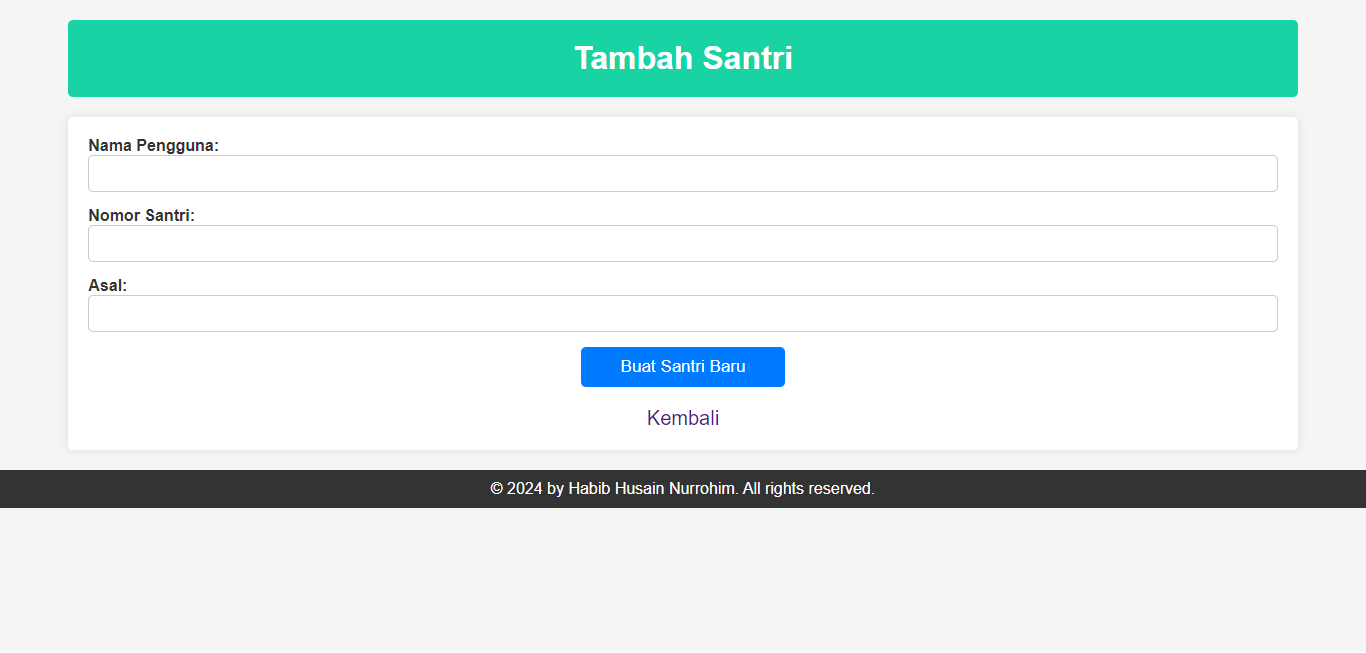 Tambah Santri
Nama Pengguna:
Nomor Santri:
Asal:
Buat Santri Baru
Kembali
© 2024 by Habib Husain Nurrohim. All rights reserved.